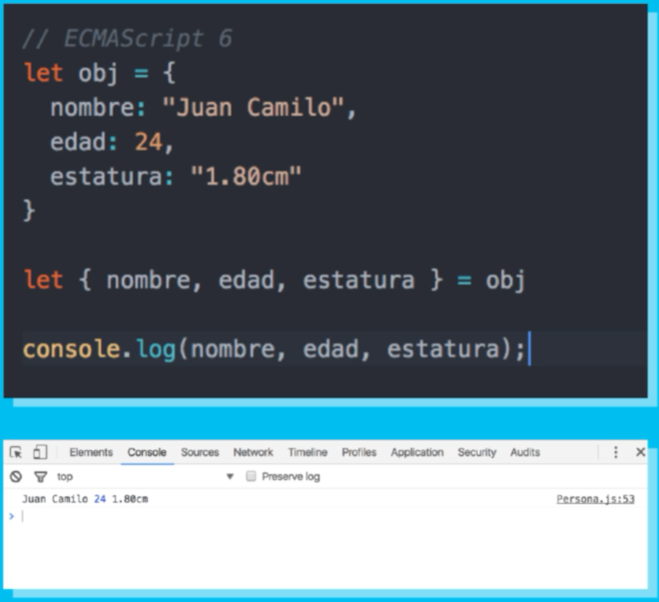 // ECMAScript 6
let obj = {
  nombre: "Juan Camilo",
  edad: 24,
  estatura: "1.80cm"
}
let { nombre, edad, estatura } = obj
console.log(nombre, edad, estatura);
Elements Console Sources Network Timeline Profiles Application Security Audits
top Preserve log
Juan Camilo 24 1.80cm Persona.js:53
>